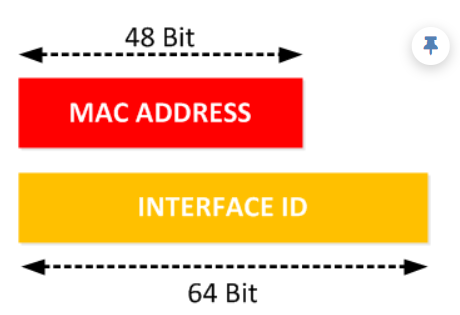 48 Bit
MAC ADDRESS
INTERFACE ID
64 Bit